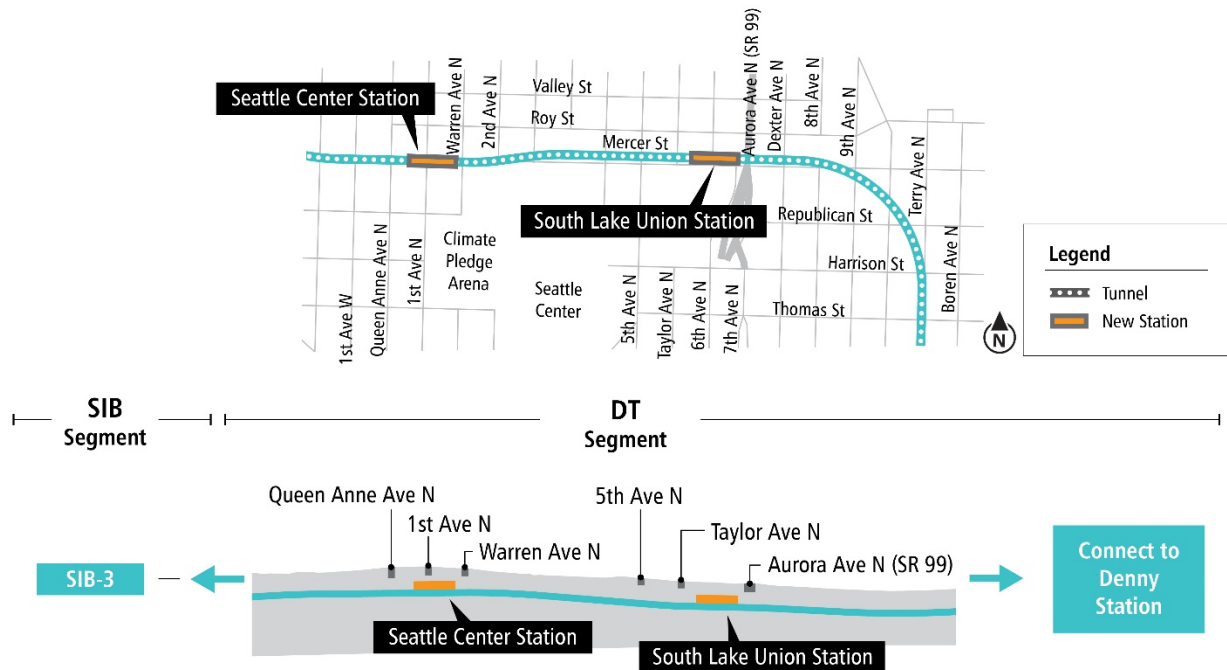 Seattle Center Station
Warren Ave N
2nd Ave N
Valley St
Roy St
Mercer St
Aurora Ave N (SR 99)
Dexter Ave N
8th Ave N
9th Ave N
Terry Ave N
South Lake Union Station
Republican St
Harrison St
Thomas St
Boren Ave N
Climate
Pledge
Arena
Seattle
Center
1st Ave W
Queen Anne Ave N
1st Ave N
5th Ave N
Taylor Ave N
6th Ave N
7th Ave N
N
Legend
Tunnel
New Station
SIB
Segment
DT
Segment
Queen Anne Ave N
1st Ave N
Warren Ave N
5th Ave N
Taylor Ave N
Aurora Ave N (SR 99)
SIB-3
Connect to
Denny
Station
Seattle Center Station
South Lake Union Station